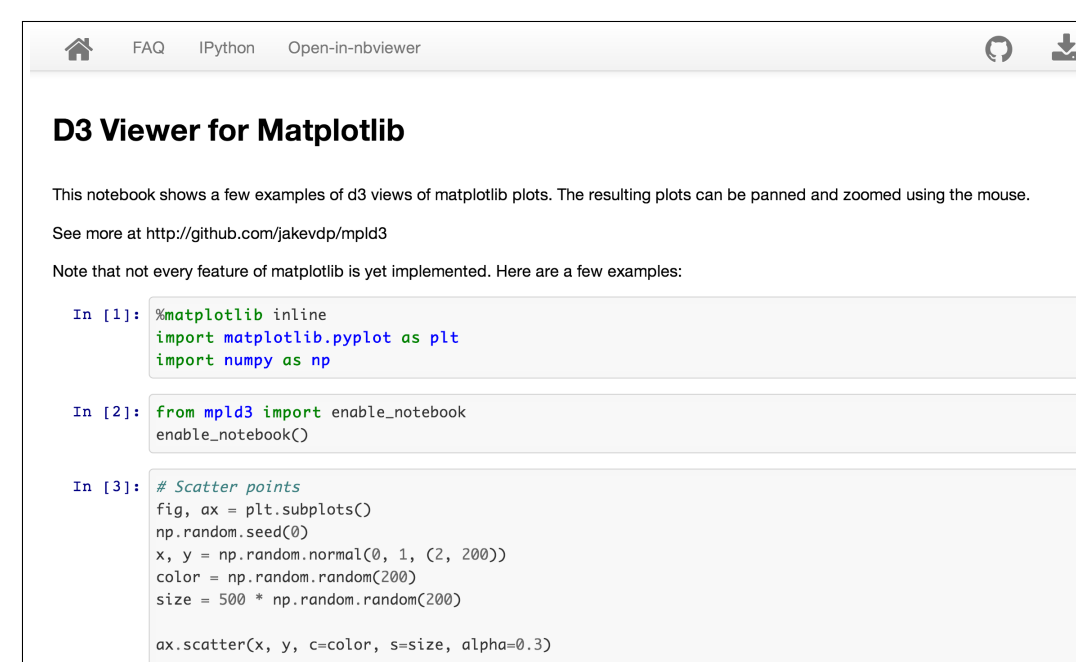 FAQ IPython Open-in-nbviewer
D3 Viewer for Matplotlib
This notebook shows a few examples of d3 views of matplotlib plots. The resulting plots can be panned and zoomed using the mouse.
See more at http://github.com/jakevdp/mpld3
Note that not every feature of matplotlib is yet implemented. Here are a few examples:
In [1]: %matplotlib inline
import matplotlib.pyplot as plt
import numpy as np
In [2]: from mpld3 import enable_notebook
enable_notebook()
In [3]: # Scatter points
fig, ax = plt.subplots()
np.random.seed(0)
x, y = np.random.normal(0, 1, (2, 200))
color = np.random.random(200)
size = 500 * np.random.random(200)
ax.scatter(x, y, c=color, s=size, alpha=0.3)